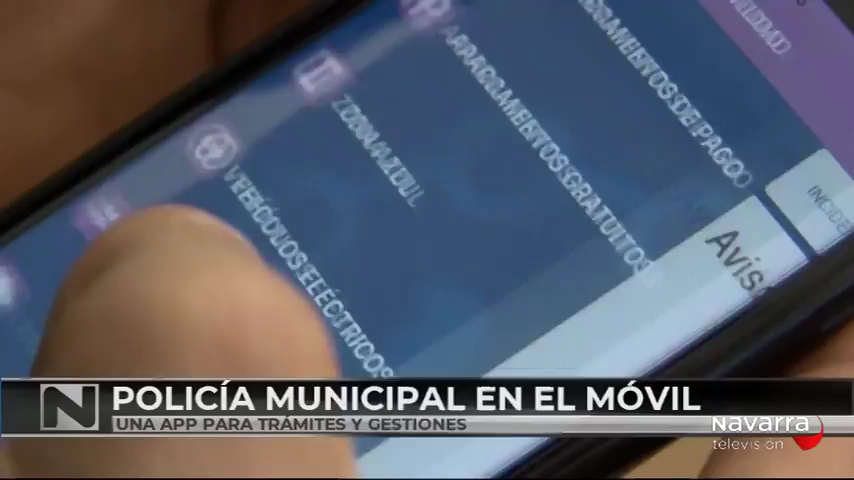 MOVILIDAD
APARCAMIENTOS DE PAGO
APARCAMIENTOS GRATUITOS
ZONA AZUL
VEHÍCULOS ELÉCTRICOS
Avis
N POLICÍA MUNICIPAL EN EL MÓVIL
UNA APP PARA TRÁMITES Y GESTIONES
Navarra
televisión